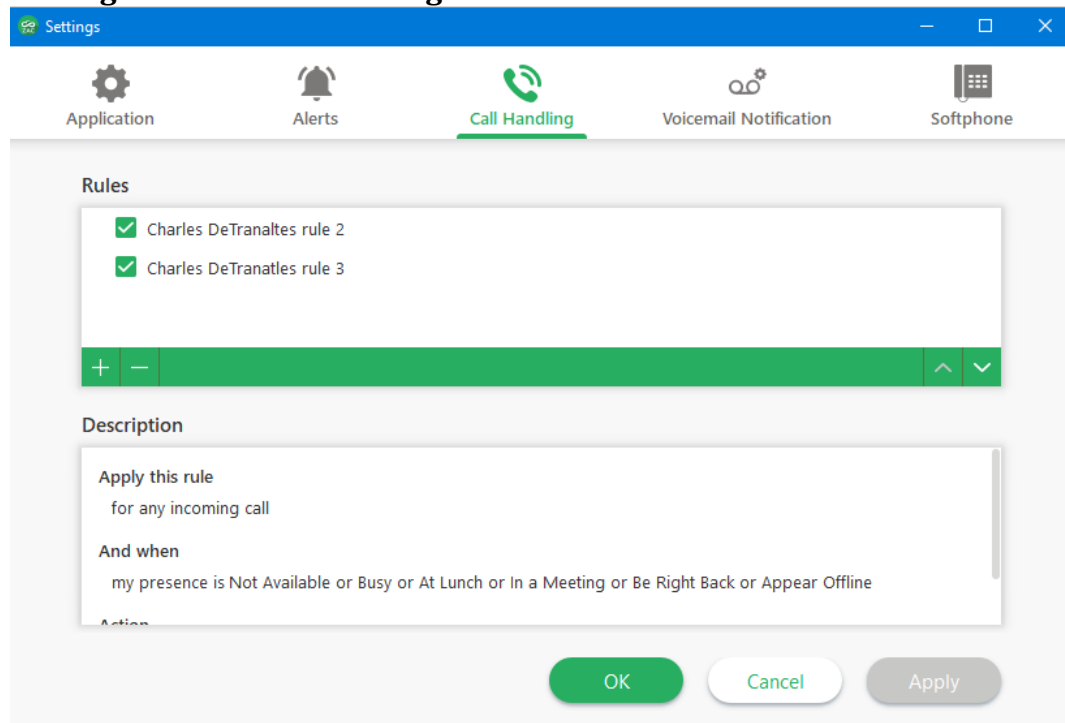 Settings
Application
Alerts
Call Handling
Voicemail Notification
Softphone
Rules
Charles DeTranaltes rule 2
Charles DeTranatles rule 3
Description
Apply this rule
for any incoming call
And when
my presence is Not Available or Busy or At Lunch or In a Meeting or Be Right Back or Appear Offline
Action
OK
Cancel
Apply